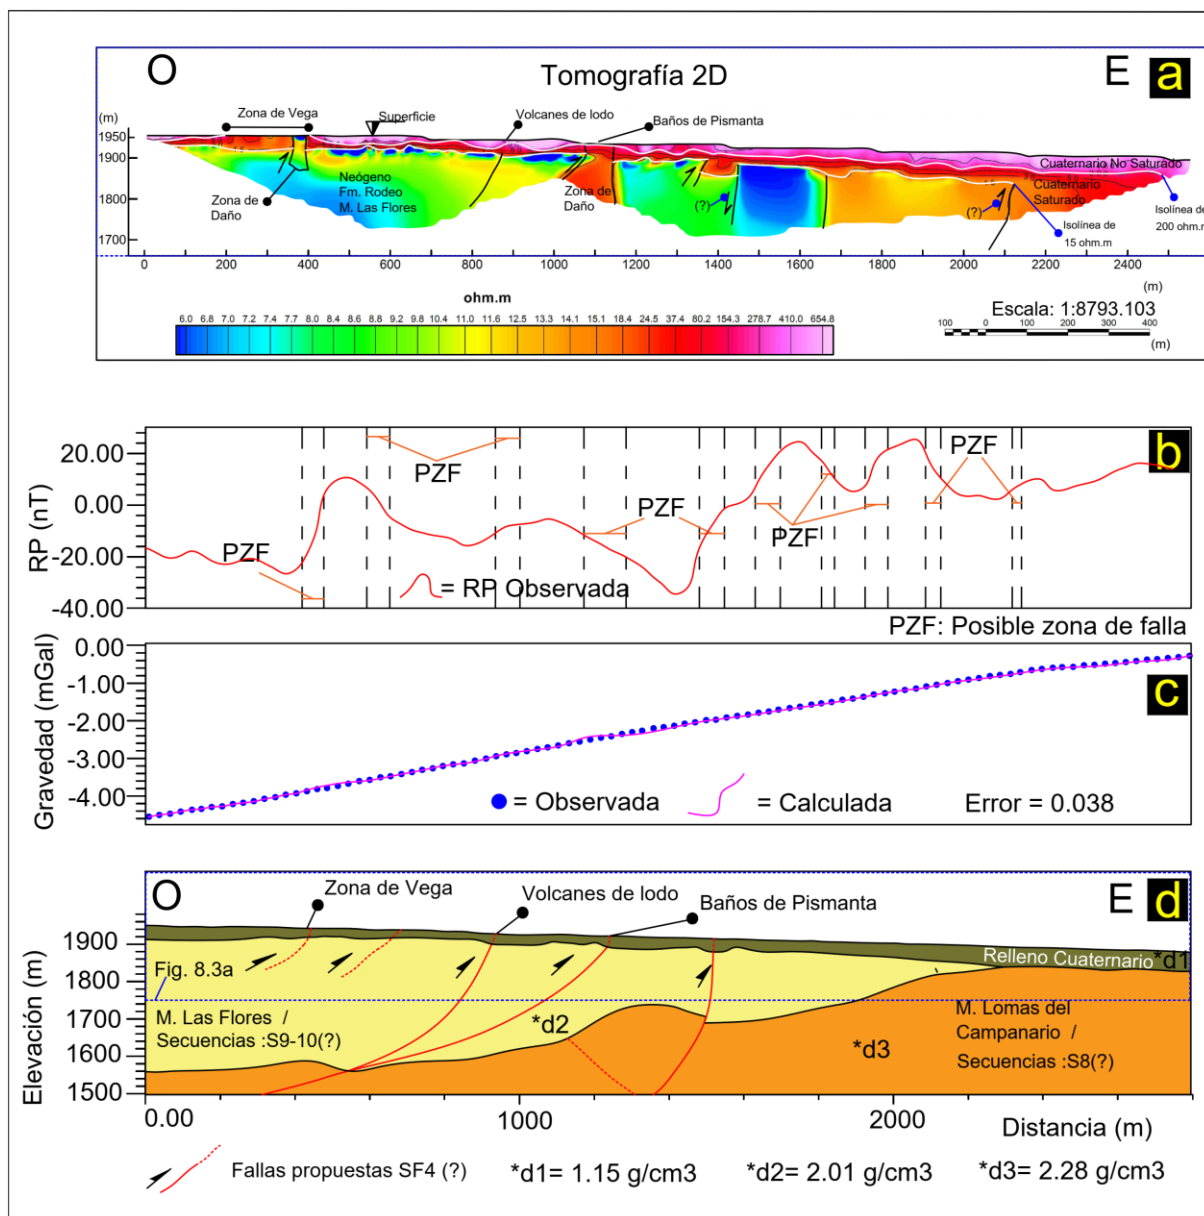 O
Tomografía 2D
E
a
Zona de Vega
Superficie
Volcanes de lodo
Baños de Pismanta
(m)
1950
1900
1800
1700
Neógeno
Fm. Rodeo
M. Las Flores
Zona de
Daño
Zona de
Daño
(?)
(?)
Cuaternario No Saturado
Cuaternario
Saturado
Isolínea de
15 ohm.m
Isolínea de
200 ohm.m
0 200 400 600 800 1000 1200 1400 1600 1800 2000 2200 2400
(m)
ohm.m
6.0 6.8 7.0 7.2 7.4 7.7 8.0 8.4 8.6 8.8 9.2 9.8 10.4 11.0 11.6 12.5 13.3 14.1 15.1 18.4 24.5 37.4 80.2 154.3 278.7 410.0 654.8
Escala: 1:8793.103
100 0 100 200 300 400
(m)
b
RP (nT)
20.00
0.00
-20.00
-40.00
PZF
PZF
PZF
PZF
PZF
= RP Observada
PZF: Posible zona de falla
c
Gravedad (mGal)
0.00
-1.00
-2.00
-3.00
-4.00
= Observada
= Calculada
Error = 0.038
O
E
d
Zona de Vega
Volcanes de lodo
Baños de Pismanta
Elevación (m)
1900
1800
1700
1600
1500
Fig. 8.3a
Relleno Cuaternario
*d1
M. Las Flores /
Secuencias :S9-10(?)
*d2
*d3
M. Lomas del
Campanario /
Secuencias :S8(?)
0.00 1000 2000 Distancia (m)
Fallas propuestas SF4 (?)
*d1= 1.15 g/cm3
*d2= 2.01 g/cm3
*d3= 2.28 g/cm3